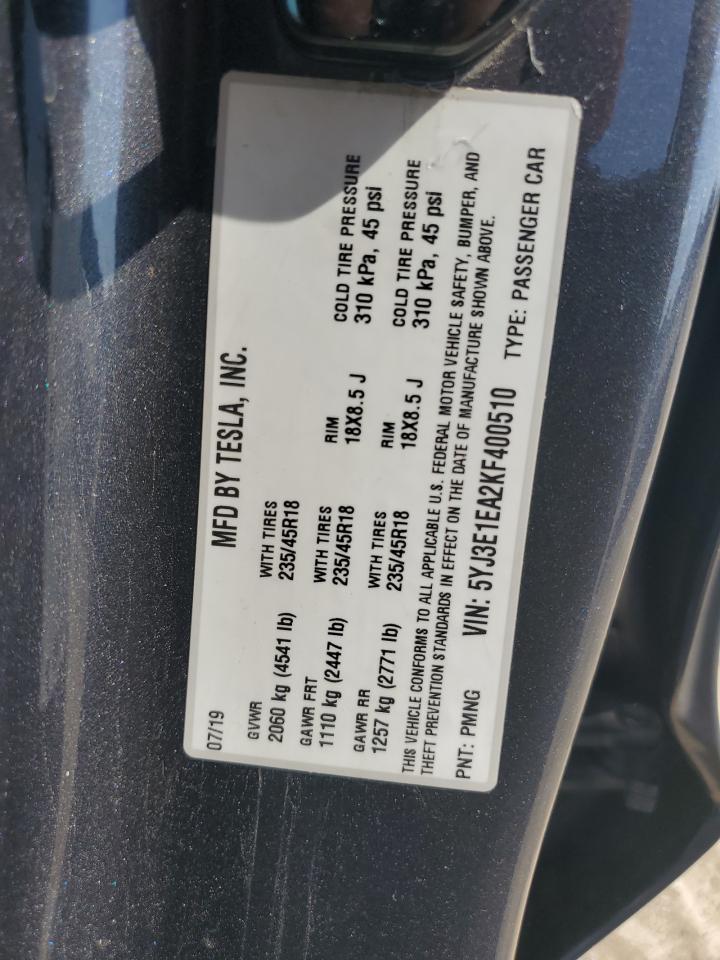 07/19
MFD BY TESLA, INC.
GVWR
2060 kg (4541 lb)
WITH TIRES
235/45R18
GAWR FRT
1110 kg (2447 lb)
WITH TIRES
235/45R18
RIM
18X8.5 J
COLD TIRE PRESSURE
310 kPa, 45 psi
GAWR RR
1257 kg (2771 lb)
WITH TIRES
235/45R18
RIM
18X8.5 J
COLD TIRE PRESSURE
310 kPa, 45 psi
THIS VEHICLE CONFORMS TO ALL APPLICABLE U.S. FEDERAL MOTOR VEHICLE SAFETY, BUMPER, AND
THEFT PREVENTION STANDARDS IN EFFECT ON THE DATE OF MANUFACTURE SHOWN ABOVE.
PNT: PMNG VIN: 5YJ3E1EA2KF400510 TYPE: PASSENGER CAR